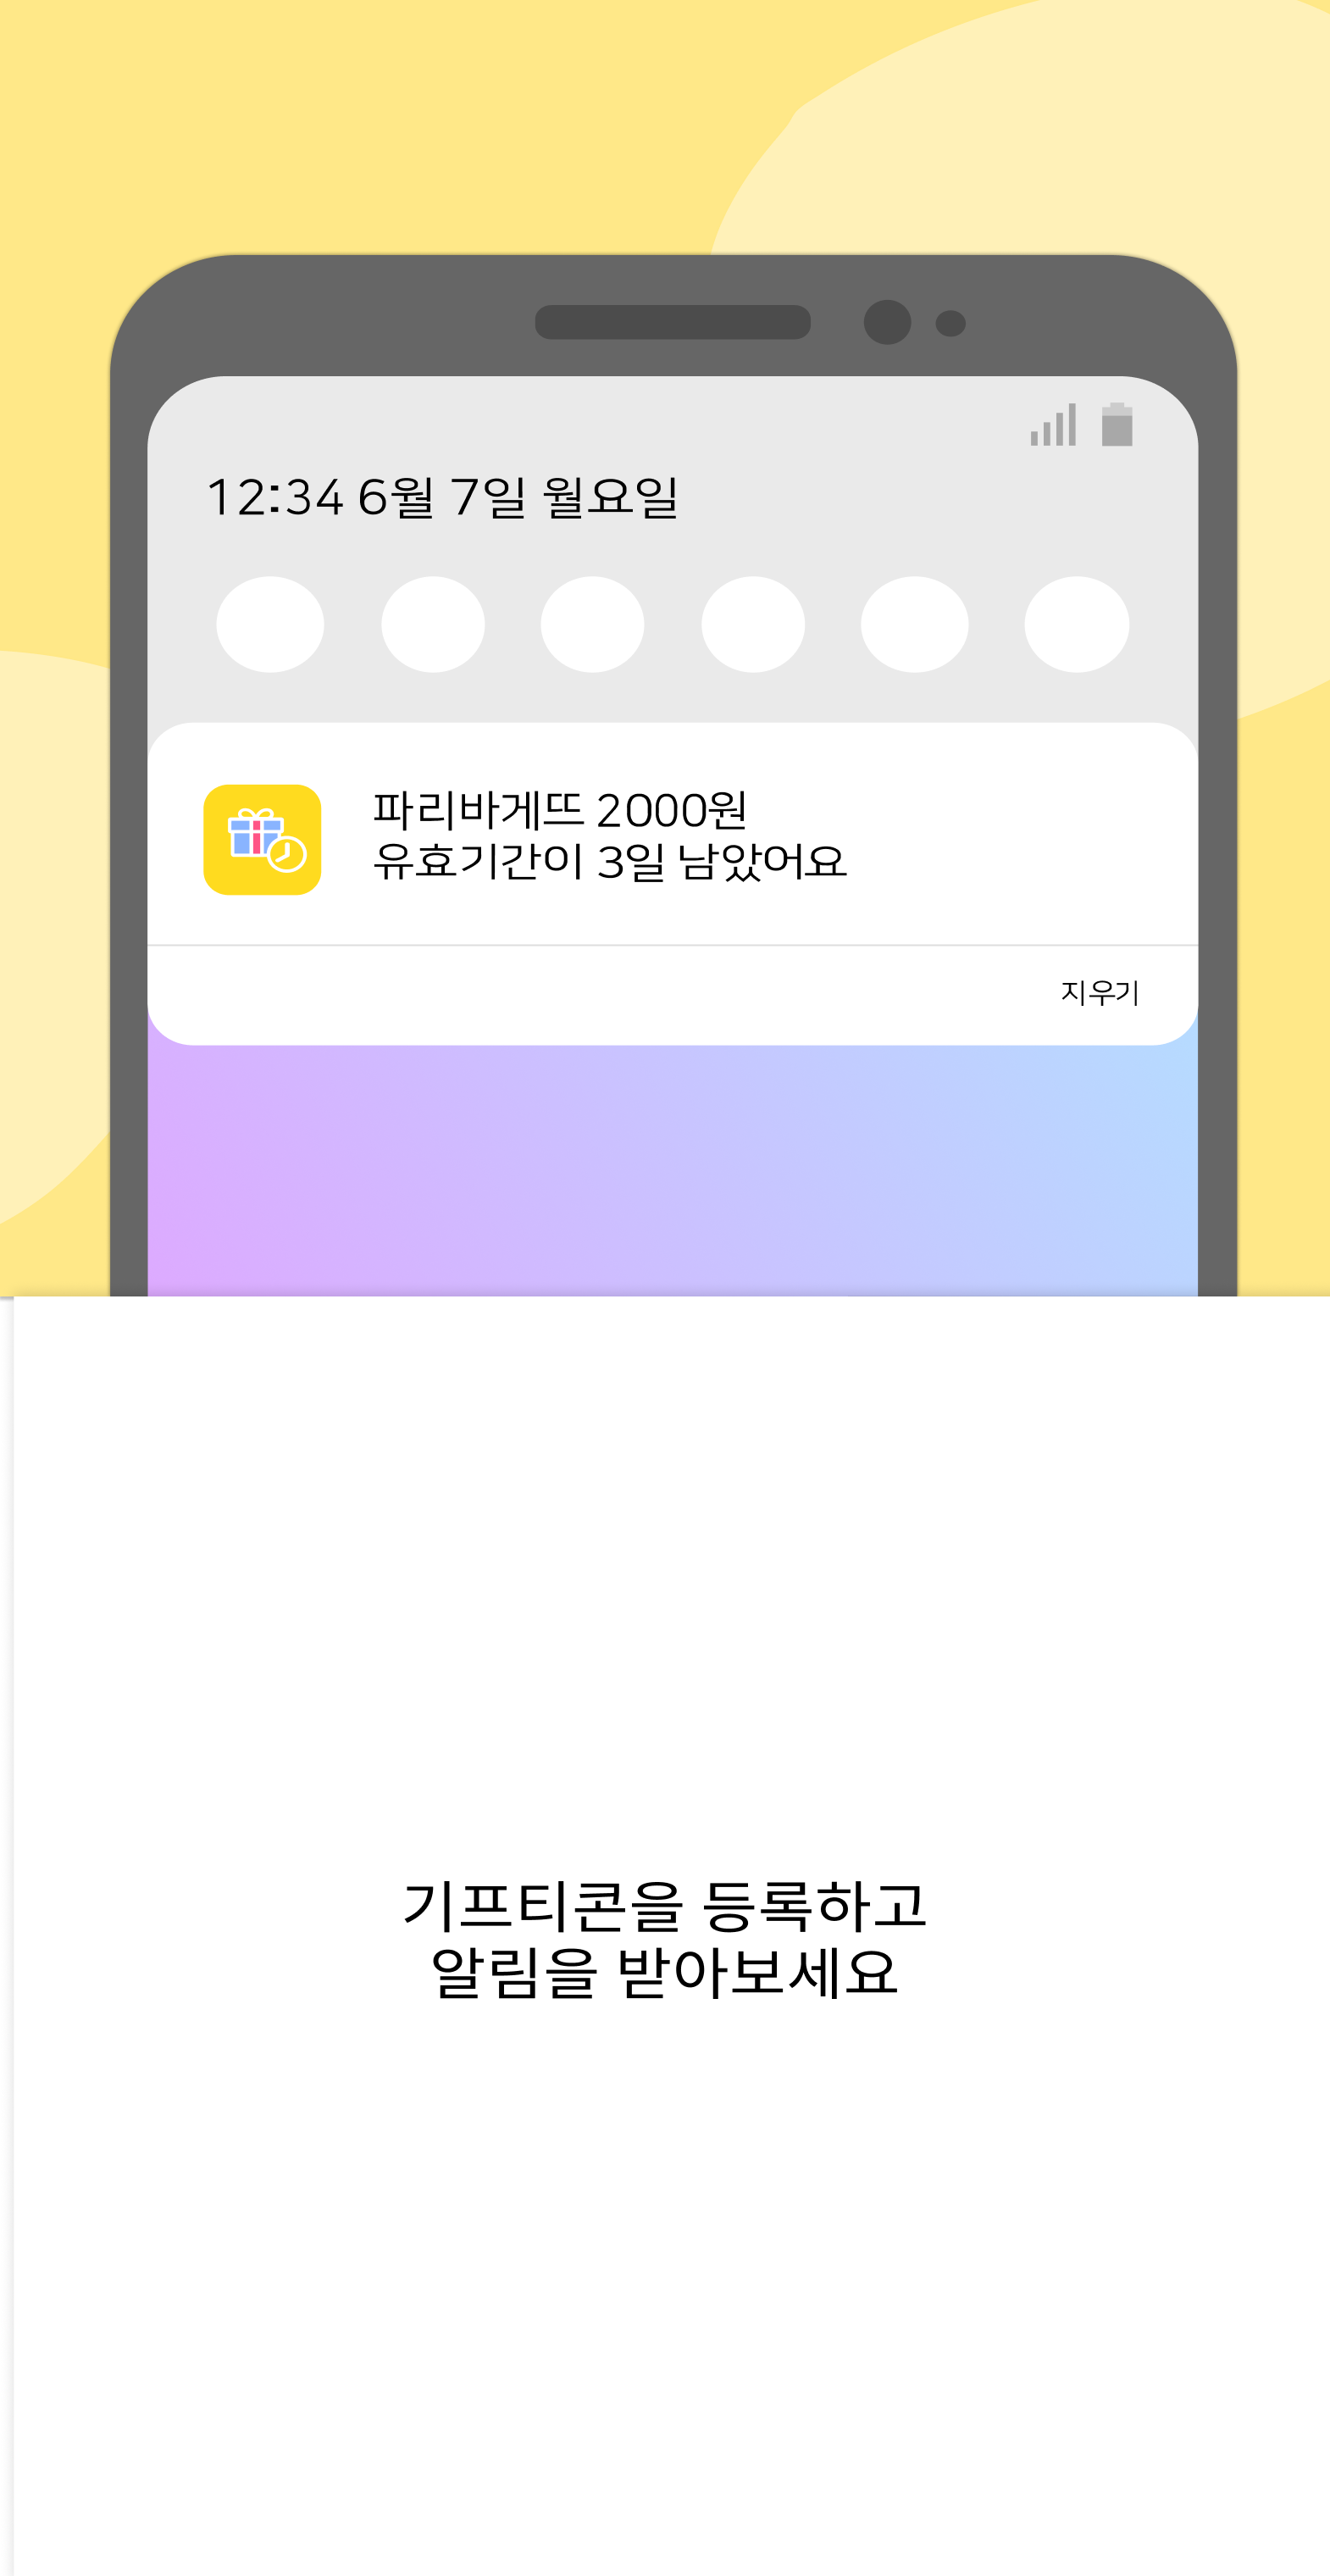 12:34 6월 7일 월요일
파리바게뜨 2000원
유효기간이 3일 남았어요
지우기
기프티콘을 등록하고
알림을 받아보세요